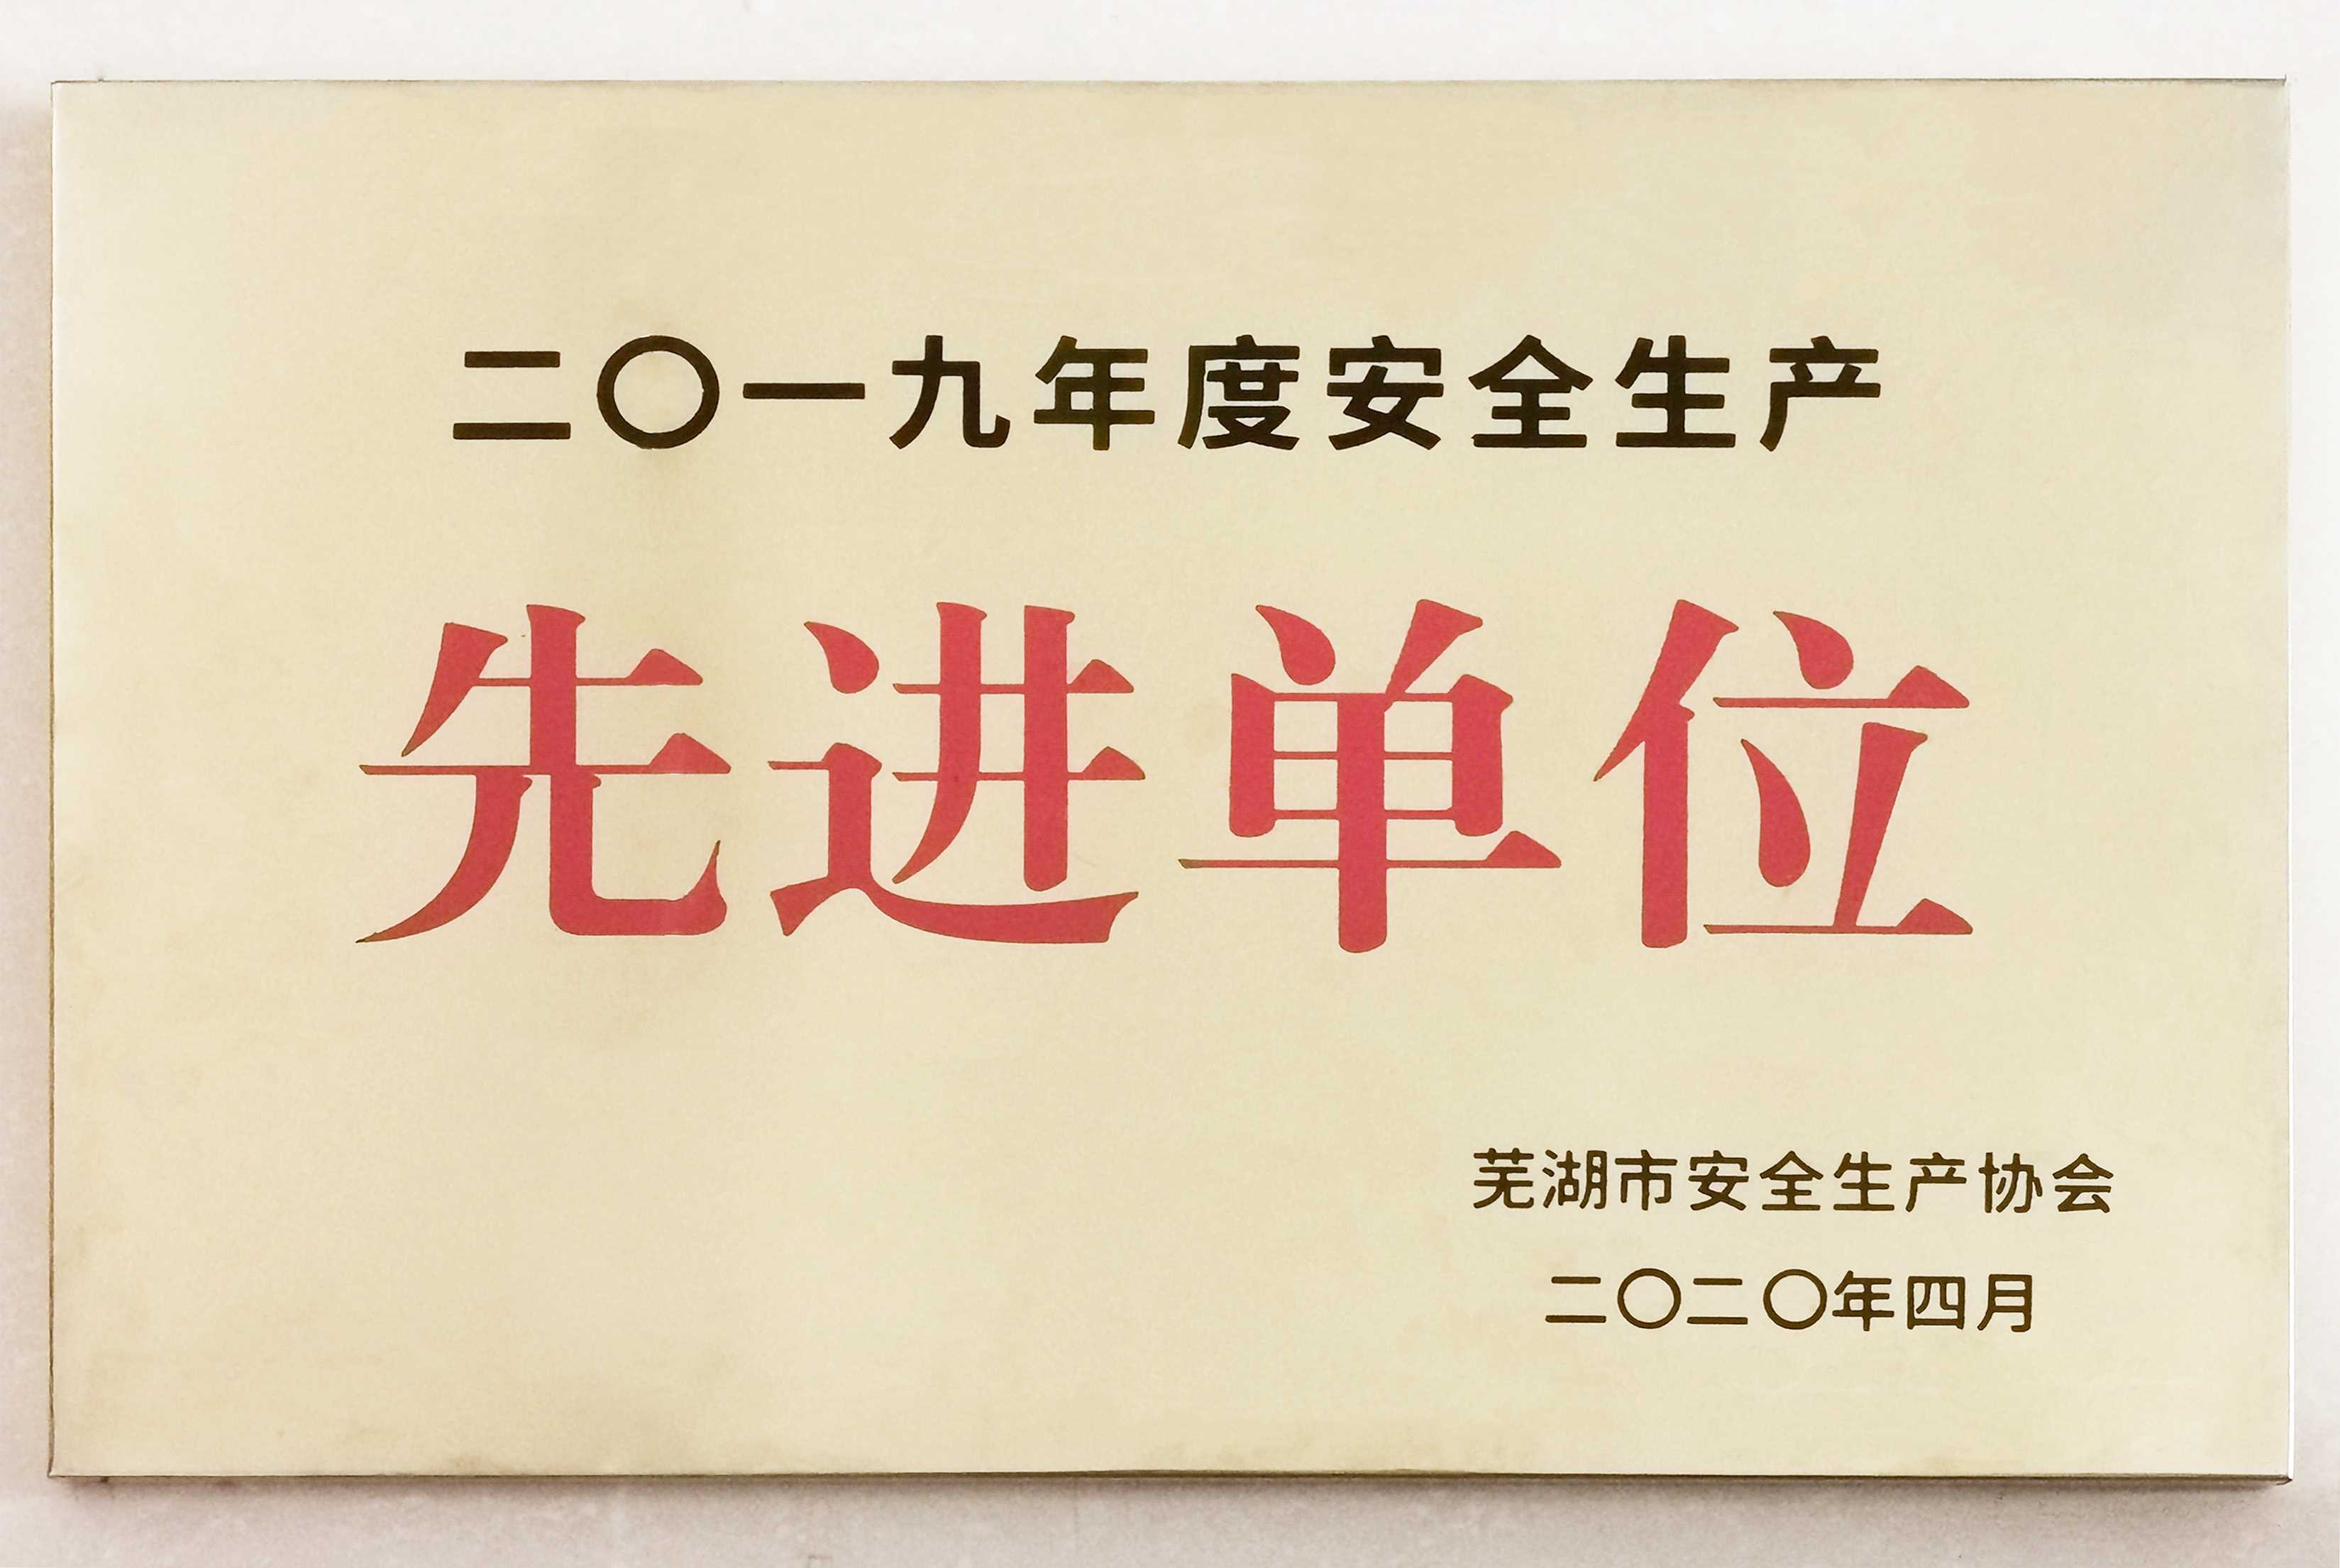 二〇一九年度安全生产
先进单位
芜湖市安全生产协会
二〇二〇年四月